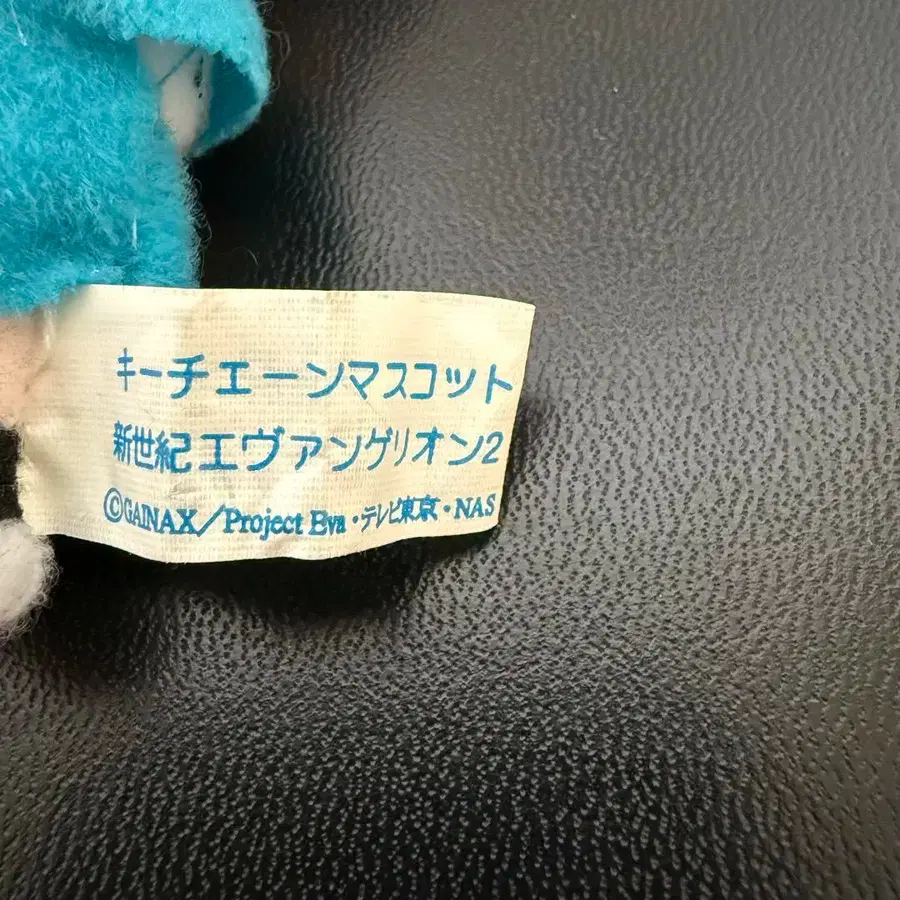 キーチェーンマスコット
新世紀エヴァンゲリオン2
©GAINAX／Project Eva・テレビ東京・NAS